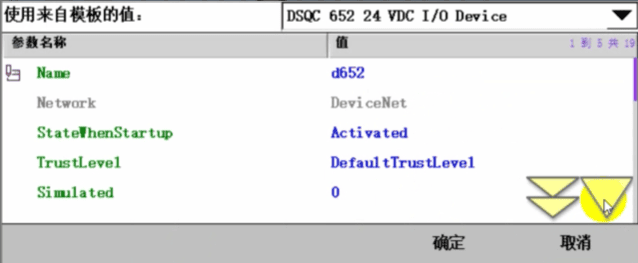 使用来自模板的值： DSQC 652 24 VDC I/O Device
参数名称 值 1 到 5 共 19
Name d652
Network DeviceNet
StateWhenStartup Activated
TrustLevel DefaultTrustLevel
Simulated 0
确定 取消